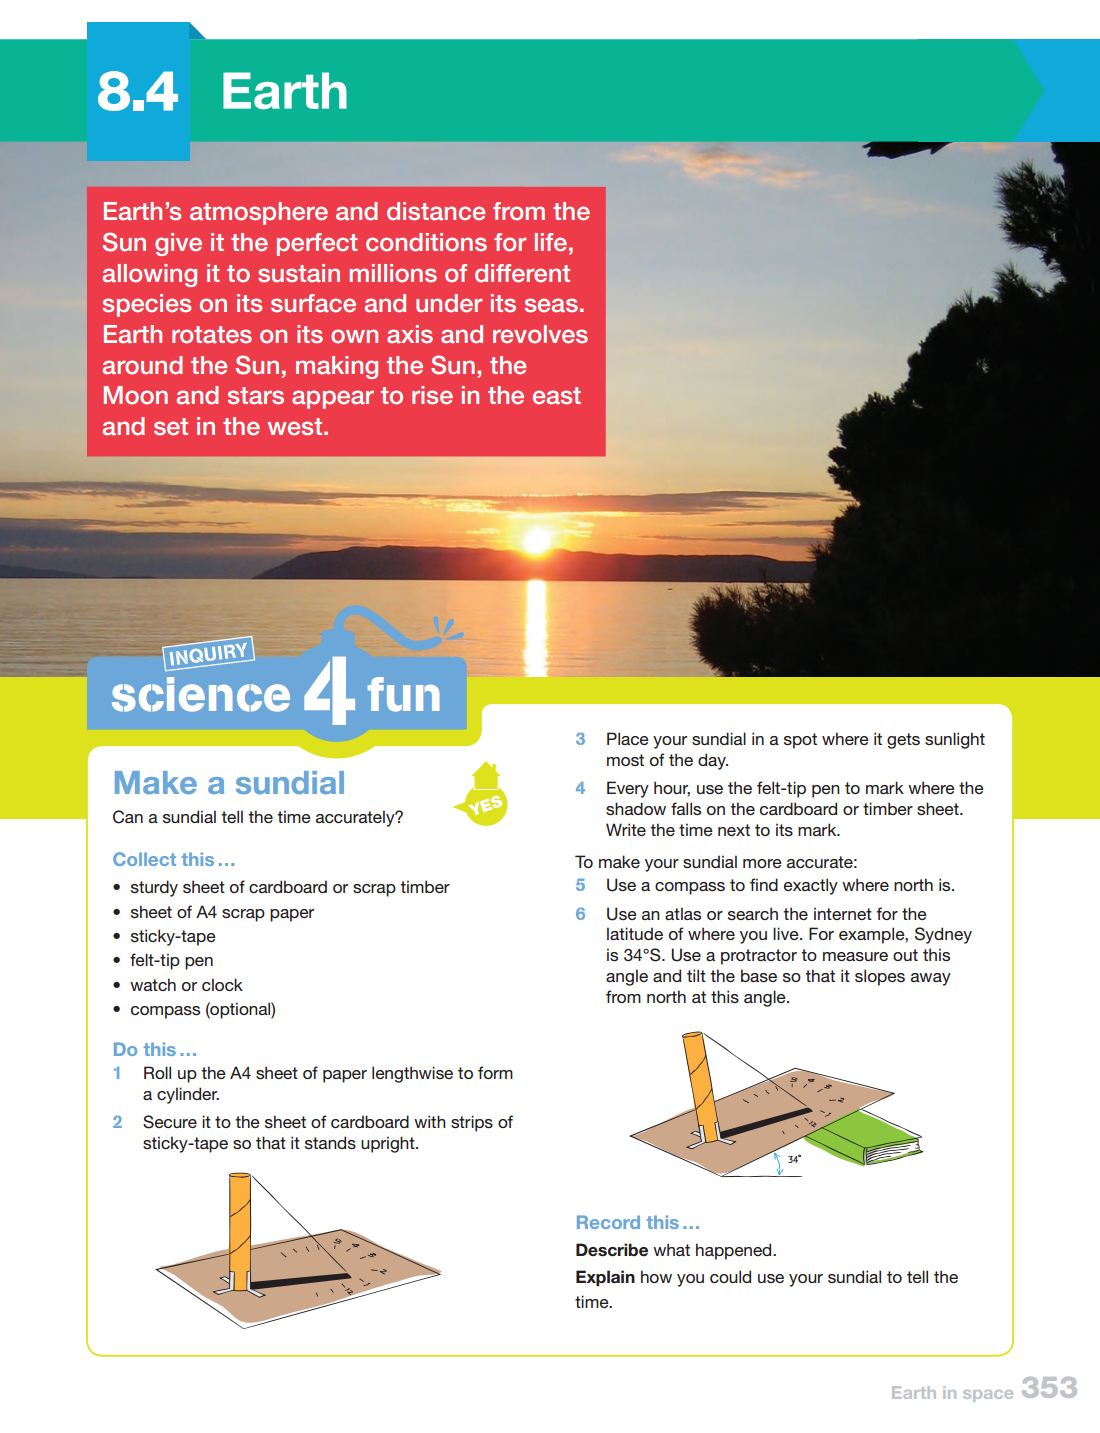 8.4 Earth
Earth's atmosphere and distance from the
Sun give it the perfect conditions for life,
allowing it to sustain millions of different
species on its surface and under its seas.
Earth rotates on its own axis and revolves
around the Sun, making the Sun, the
Moon and stars appear to rise in the east
and set in the west.
INQUIRY
science 4 fun
Make a sundial
YES
Can a sundial tell the time accurately?
Collect this...
• sturdy sheet of cardboard or scrap timber
• sheet of A4 scrap paper
• sticky-tape
• felt-tip pen
• watch or clock
• compass (optional)
Do this...
1 Roll up the A4 sheet of paper lengthwise to form
a cylinder.
2 Secure it to the sheet of cardboard with strips of
sticky-tape so that it stands upright.
3 Place your sundial in a spot where it gets sunlight
most of the day.
4 Every hour, use the felt-tip pen to mark where the
shadow falls on the cardboard or timber sheet.
Write the time next to its mark.
To make your sundial more accurate:
5 Use a compass to find exactly where north is.
6 Use an atlas or search the internet for the
latitude of where you live. For example, Sydney
is 34°S. Use a protractor to measure out this
angle and tilt the base so that it slopes away
from north at this angle.
34°
Record this...
Describe what happened.
Explain how you could use your sundial to tell the
time.
Earth in space 353